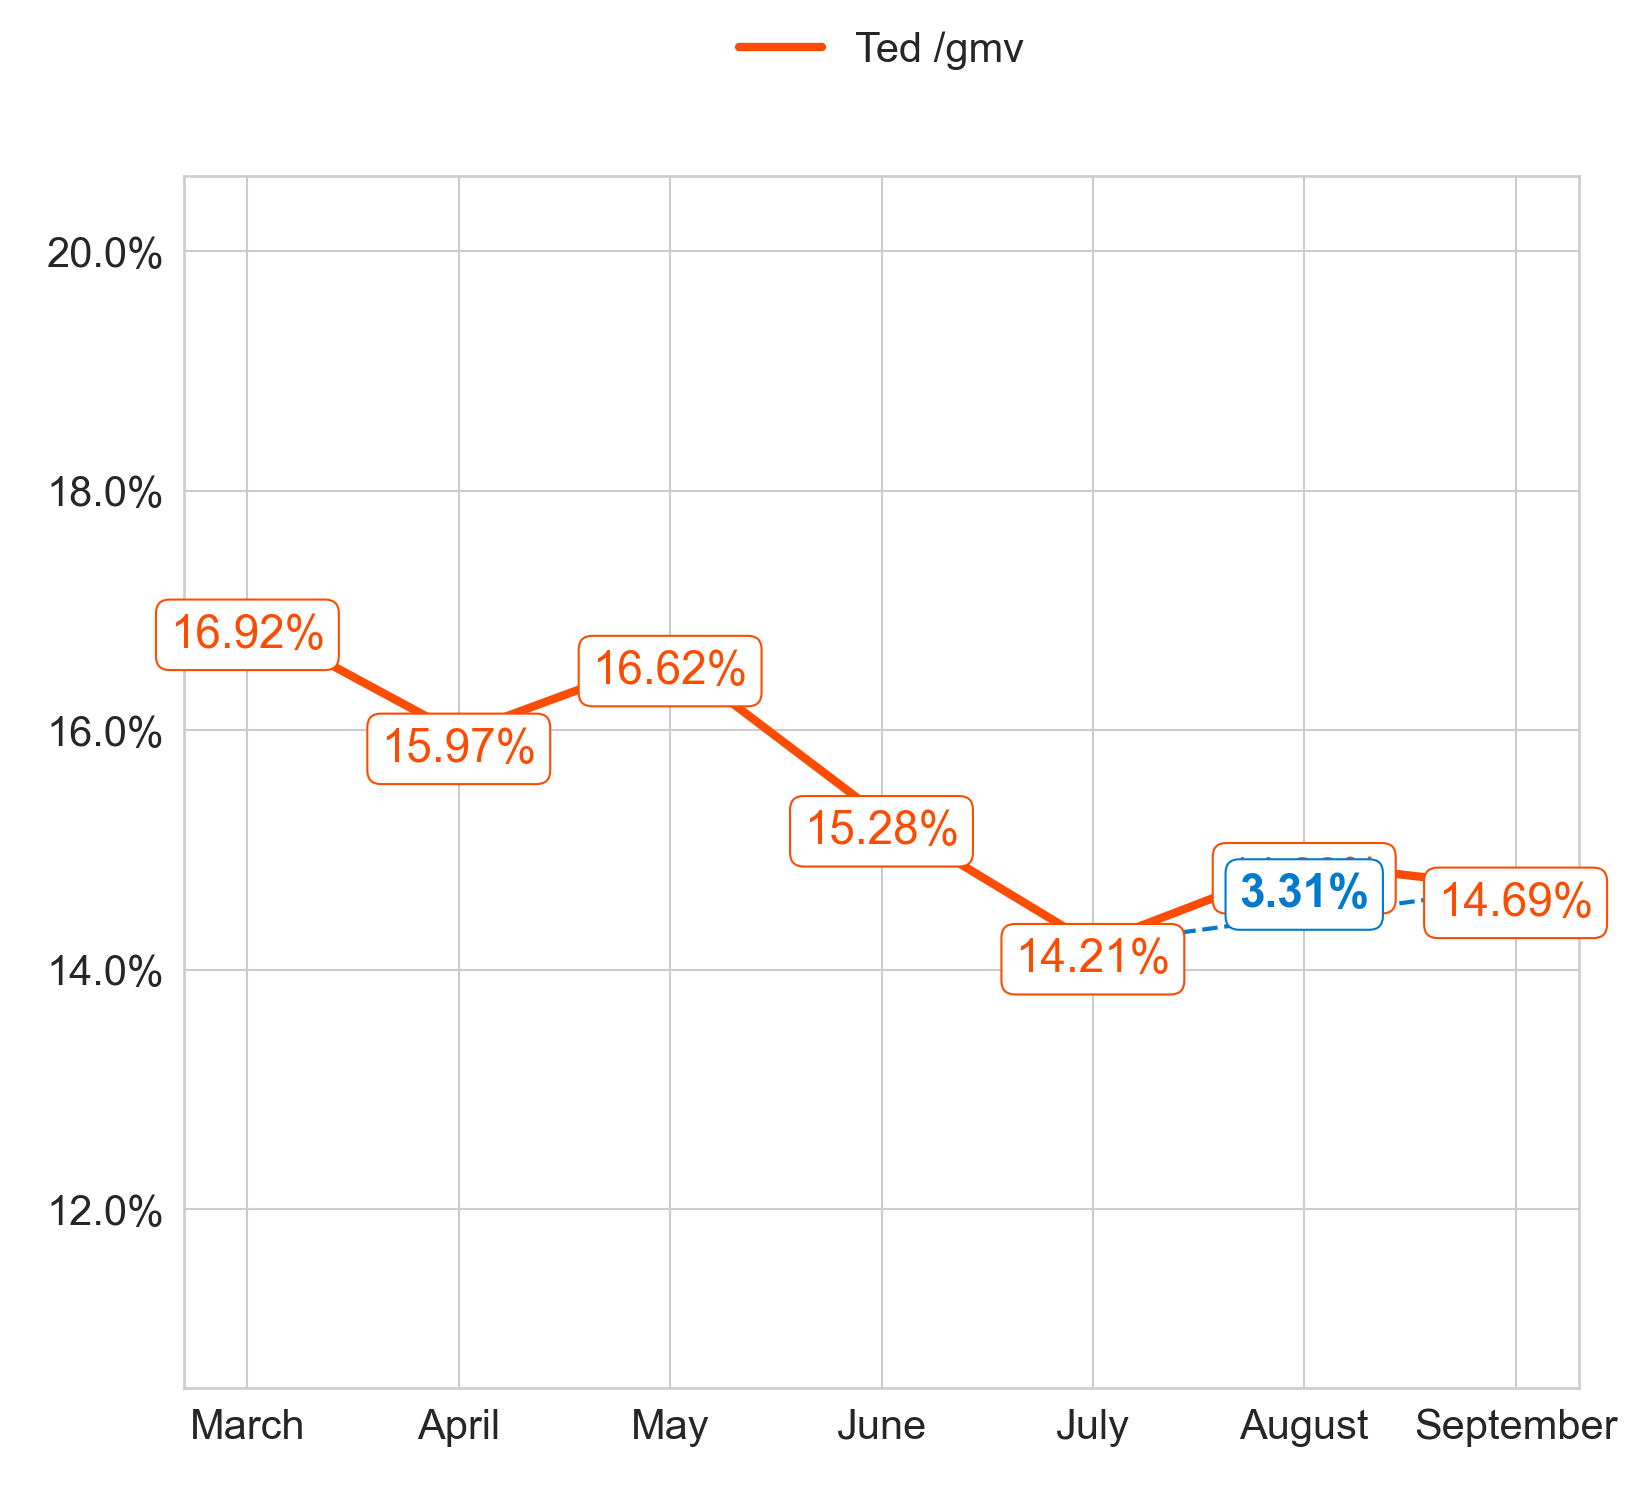 Ted /gmv
20.0%
18.0%
16.0%
14.0%
12.0%
16.92%
15.97%
16.62%
15.28%
14.21%
3.31%
14.69%
March
April
May
June
July
August
September